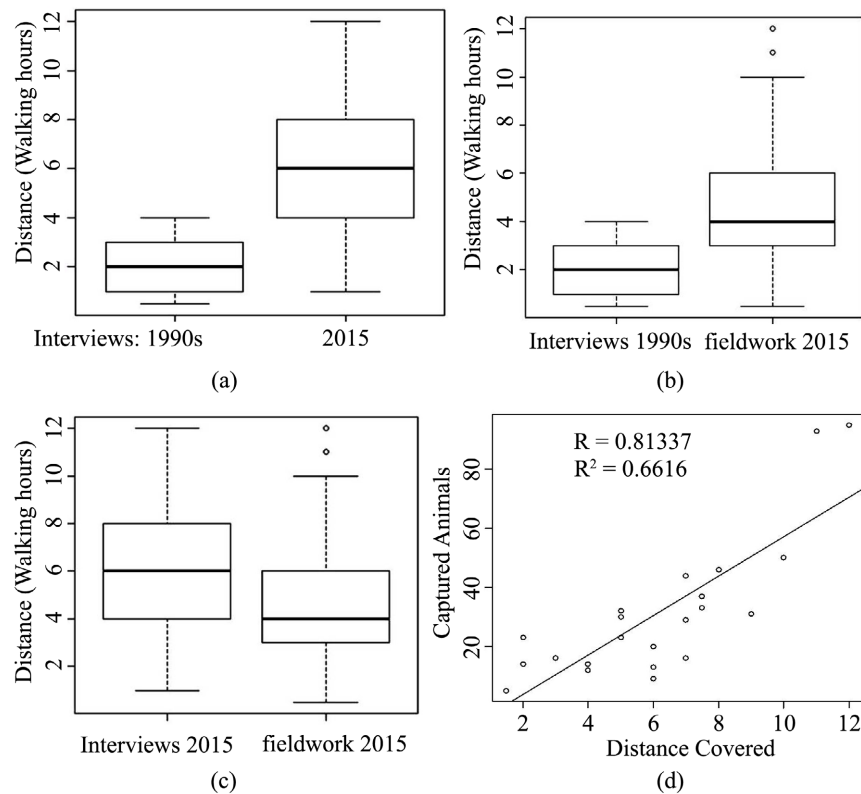 Distance (Walking hours)
12
10
8
6
4
2
Interviews: 1990s
2015
(a)
Distance (Walking hours)
12
10
8
6
4
2
Interviews 1990s
fieldwork 2015
(b)
Distance (Walking hours)
12
10
8
6
4
2
Interviews 2015
fieldwork 2015
(c)
R = 0.81337
R² = 0.6616
Captured Animals
80
60
40
20
2 4 6 8 10 12
Distance Covered
(d)